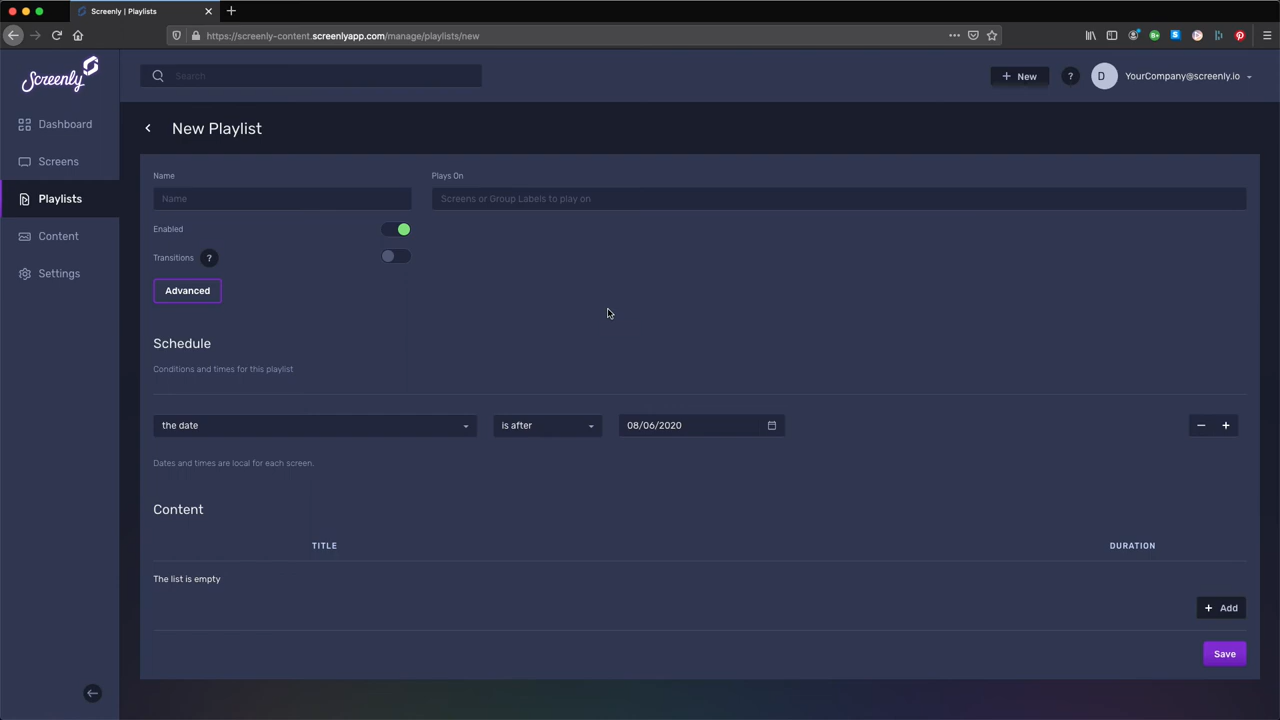 Screenly | Playlists
https://screenly-content.screenlyapp.com/manage/playlists/new
Screenly
Search
+ New
?
D
YourCompany@screenly.io
Dashboard
Screens
Playlists
Content
Settings
New Playlist
Name
Plays On
Name
Screens or Group Labels to play on
Enabled
Transitions ?
Advanced
Schedule
Conditions and times for this playlist
the date
is after
08/06/2020
Dates and times are local for each screen.
Content
TITLE
DURATION
The list is empty
+ Add
Save